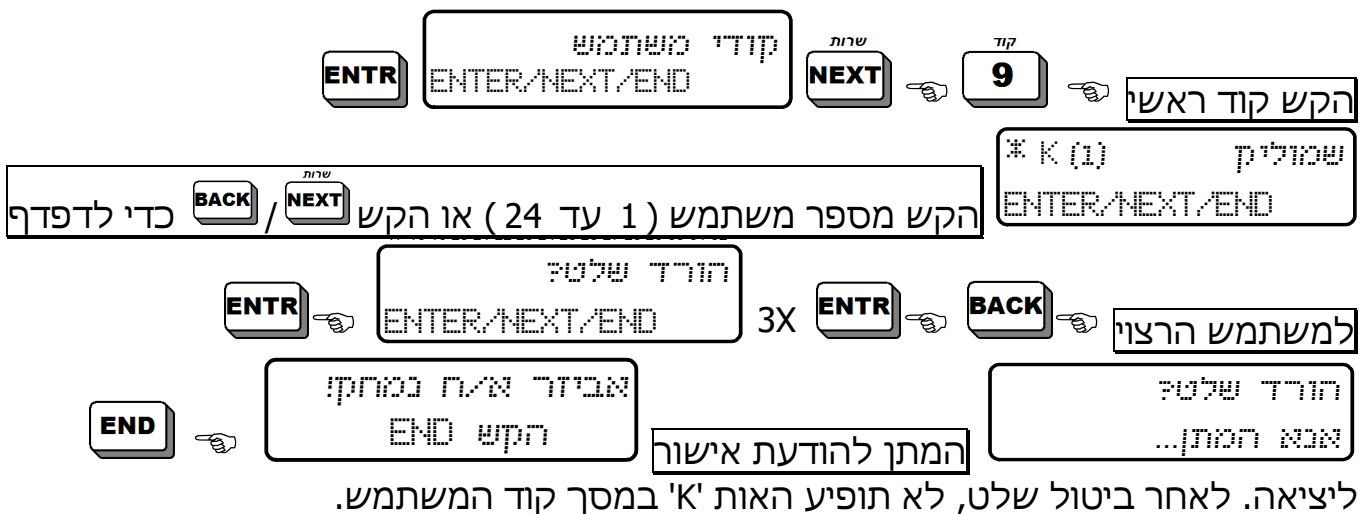 הקש קוד ראשי קוד 9 שרות NEXT קודי משתמש ENTER/NEXT/END ENTR
שמוליק (1) K * ENTER/NEXT/END
הקש מספר משתמש (1 עד 24) או הקש שרות NEXT / BACK כדי לדפדף
למשתמש הרצוי BACK ENTR 3X הורד שלט? ENTER/NEXT/END ENTR
הורד שלט? אנא המתן... המתן להודעת אישור אביזר א/ח נמחק! הקש END END
ליציאה. לאחר ביטול שלט, לא תופיע האות 'K' במסך קוד המשתמש.